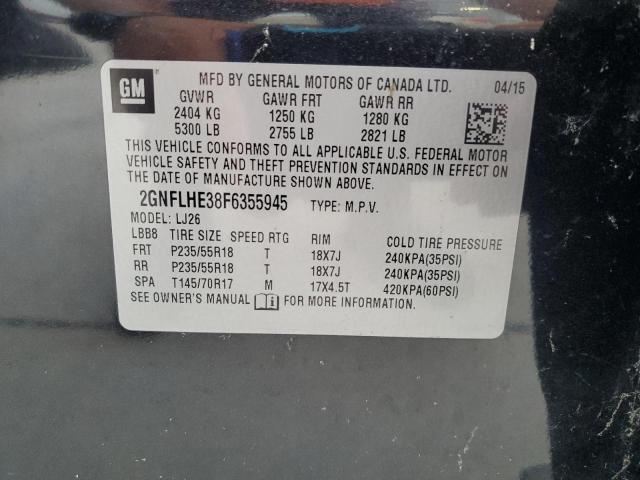 GM
MFD BY GENERAL MOTORS OF CANADA LTD. 04/15
GVWR GAWR FRT GAWR RR
2404 KG 1250 KG 1280 KG
5300 LB 2755 LB 2821 LB
THIS VEHICLE CONFORMS TO ALL APPLICABLE U.S. FEDERAL MOTOR
VEHICLE SAFETY AND THEFT PREVENTION STANDARDS IN EFFECT ON
THE DATE OF MANUFACTURE SHOWN ABOVE.
2GNFLHE38F6355945 TYPE: M.P.V.
MODEL: LJ26
LBB8 TIRE SIZE SPEED RTG RIM COLD TIRE PRESSURE
FRT P235/55R18 T 18X7J 240KPA(35PSI)
RR P235/55R18 T 18X7J 240KPA(35PSI)
SPA T145/70R17 M 17X4.5T 420KPA(60PSI)
SEE OWNER'S MANUAL FOR MORE INFORMATION.